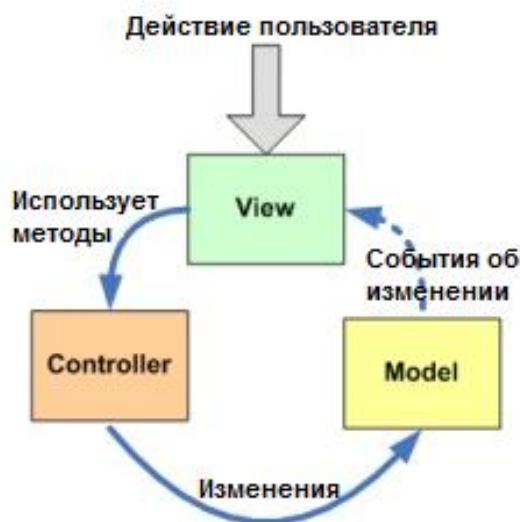 Действие пользователя
Использует
методы
View
События об
изменении
Controller
Model
Изменения